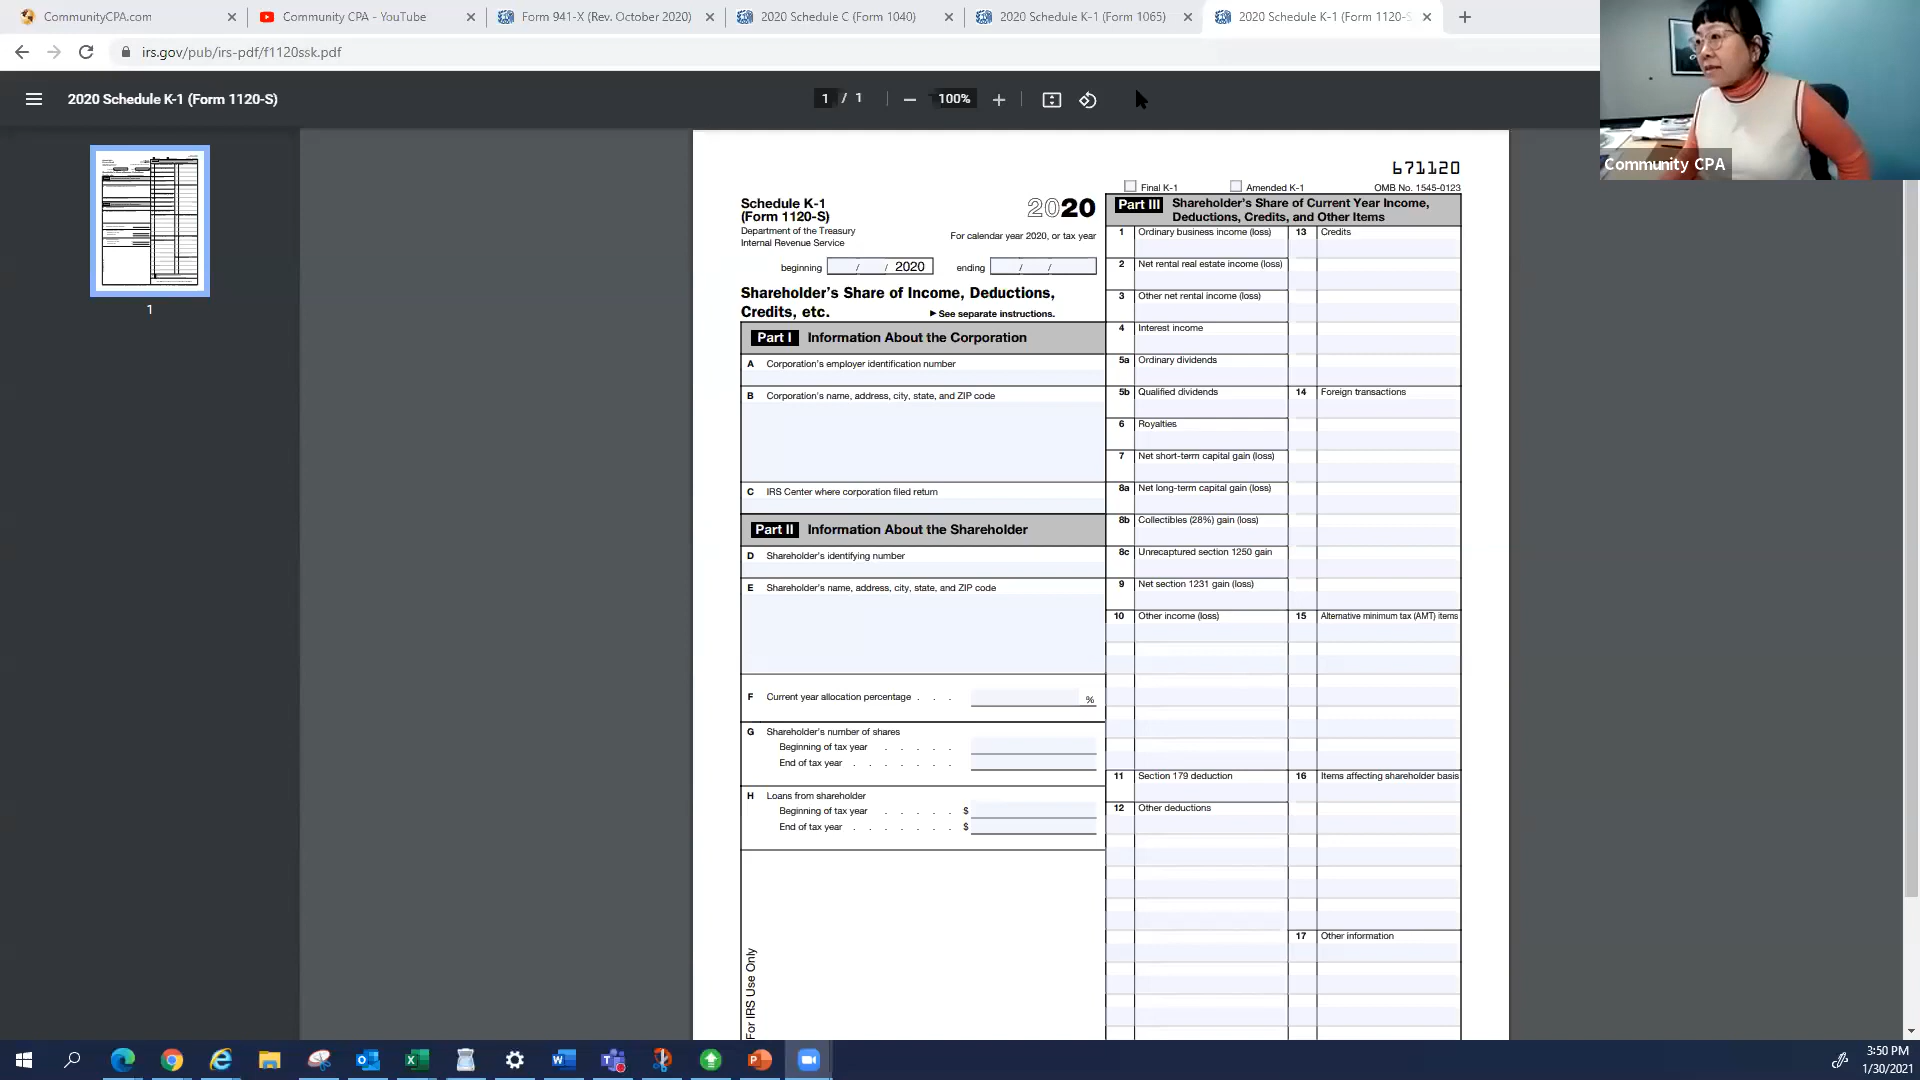 CommunityCPA.com
Community CPA - YouTube
Form 941-X (Rev. October 2020)
2020 Schedule C (Form 1040)
2020 Schedule K-1 (Form 1065)
2020 Schedule K-1 (Form 1120-S
irs.gov/pub/irs-pdf/f1120ssk.pdf
2020 Schedule K-1 (Form 1120-S)
1 / 1
100%
Community CPA
1
671120
Final K-1
Amended K-1
OMB No. 1545-0123
Schedule K-1
(Form 1120-S)
2020
Department of the Treasury
Internal Revenue Service
For calendar year 2020, or tax year
beginning / / 2020 ending / /
Shareholder's Share of Income, Deductions,
Credits, etc. ▶ See separate instructions.
Part I Information About the Corporation
A Corporation's employer identification number
B Corporation's name, address, city, state, and ZIP code
C IRS Center where corporation filed return
Part II Information About the Shareholder
D Shareholder's identifying number
E Shareholder's name, address, city, state, and ZIP code
F Current year allocation percentage . . . %
G Shareholder's number of shares
Beginning of tax year . . . . .
End of tax year . . . . . . .
H Loans from shareholder
Beginning of tax year . . . . . $
End of tax year . . . . . . . $
For IRS Use Only
Part III Shareholder's Share of Current Year Income,
Deductions, Credits, and Other Items
1 Ordinary business income (loss)
2 Net rental real estate income (loss)
3 Other net rental income (loss)
4 Interest income
5a Ordinary dividends
5b Qualified dividends
6 Royalties
7 Net short-term capital gain (loss)
8a Net long-term capital gain (loss)
8b Collectibles (28%) gain (loss)
8c Unrecaptured section 1250 gain
9 Net section 1231 gain (loss)
10 Other income (loss)
11 Section 179 deduction
12 Other deductions
13 Credits
14 Foreign transactions
15 Alternative minimum tax (AMT) items
16 Items affecting shareholder basis
17 Other information
3:50 PM
1/30/2021